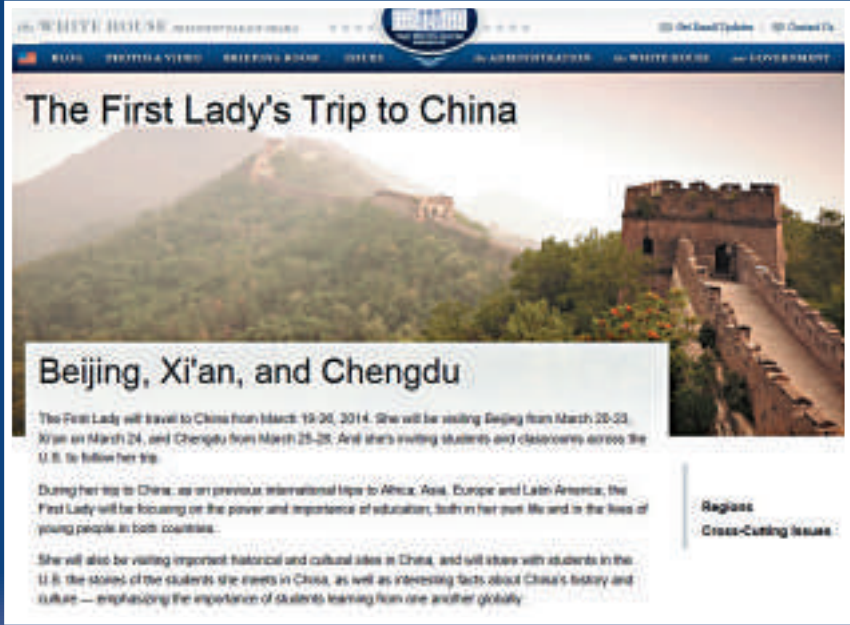 the WHITE HOUSE PRESIDENT BARACK OBAMA
Get Email Updates Contact Us
BLOG PHOTOS & VIDEO BRIEFING ROOM ISSUES the ADMINISTRATION the WHITE HOUSE our GOVERNMENT
The First Lady's Trip to China
Beijing, Xi'an, and Chengdu
The First Lady will travel to China from March 19-26, 2014. She will be visiting Beijing from March 20-23,
Xi'an on March 24, and Chengdu from March 25-26. And she's inviting students and classrooms across the
U.S. to follow her trip.
During her trip to China, as on previous international trips to Africa, Asia, Europe and Latin America, the
First Lady will be focusing on the power and importance of education, both in her own life and in the lives of
young people in both countries.
She will also be visiting important historical and cultural sites in China, and will share with students in the
U.S. the stories of the students she meets in China, as well as interesting facts about China's history and
culture — emphasizing the importance of students learning from one another globally.
Regions
Cross-Cutting Issues